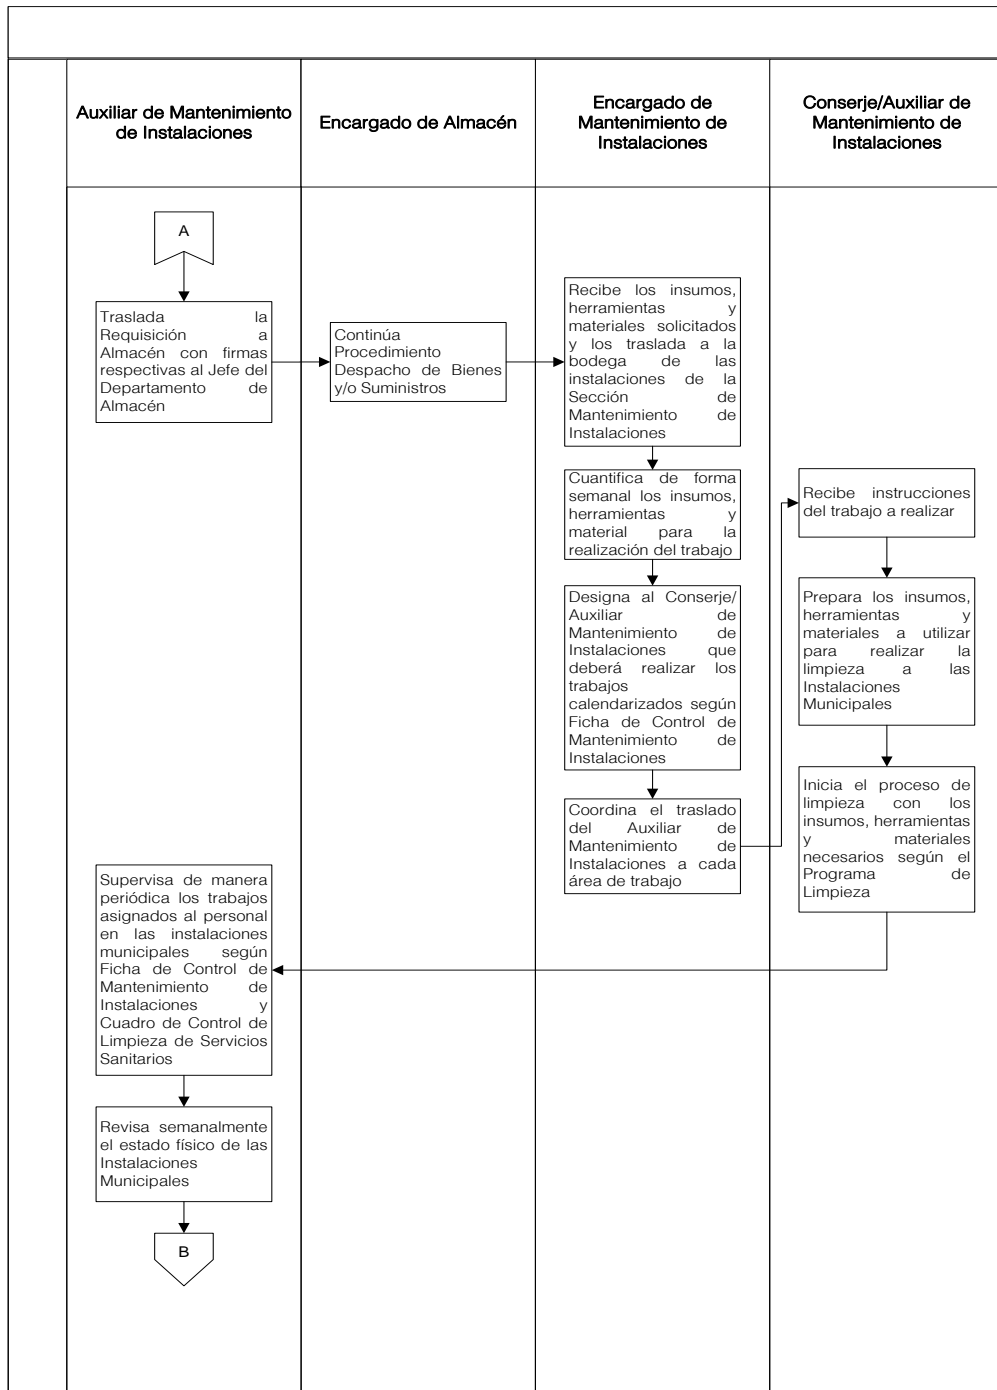 Auxiliar de Mantenimiento
de Instalaciones
Encargado de Almacén
Encargado de
Mantenimiento de
Instalaciones
Conserje/Auxiliar de
Mantenimiento de
Instalaciones
A
Traslada la
Requisición a
Almacén con firmas
respectivas al Jefe del
Departamento de
Almacén
Continúa
Procedimiento
Despacho de Bienes
y/o Suministros
Recibe los insumos,
herramientas y
materiales solicitados
y los traslada a la
bodega de las
instalaciones de la
Sección de
Mantenimiento de
Instalaciones
Cuantifica de forma
semanal los insumos,
herramientas y
material para la
realización del trabajo
Designa al Conserje/
Auxiliar de
Mantenimiento de
Instalaciones que
deberá realizar los
trabajos
calendarizados según
Ficha de Control de
Mantenimiento de
Instalaciones
Coordina el traslado
del Auxiliar de
Mantenimiento de
Instalaciones a cada
área de trabajo
Recibe instrucciones
del trabajo a realizar
Prepara los insumos,
herramientas y
materiales a utilizar
para realizar la
limpieza a las
Instalaciones
Municipales
Inicia el proceso de
limpieza con los
insumos, herramientas
y materiales
necesarios según el
Programa de
Limpieza
Supervisa de manera
periódica los trabajos
asignados al personal
en las instalaciones
municipales según
Ficha de Control de
Mantenimiento de
Instalaciones y
Cuadro de Control de
Limpieza de Servicios
Sanitarios
Revisa semanalmente
el estado físico de las
Instalaciones
Municipales
B